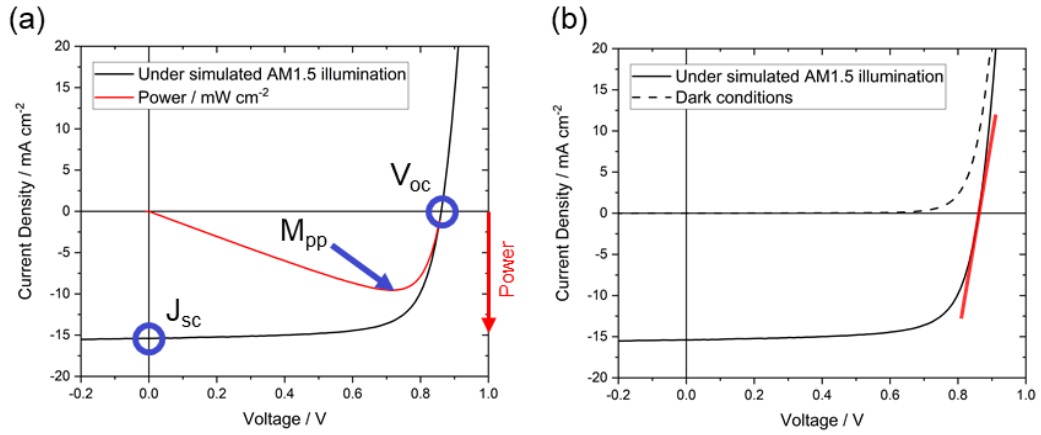 (a)
20
15
10
5
0
-5
-10
-15
-20
-0.2
0.0
0.2
0.4
0.6
0.8
1.0
Current Density / mA cm⁻²
Voltage / V
Under simulated AM1.5 illumination
Power / mW cm⁻²
V_oc
M_pp
J_sc
Power
(b)
20
15
10
5
0
-5
-10
-15
-20
-0.2
0.0
0.2
0.4
0.6
0.8
1.0
Current Density / mA cm⁻²
Voltage / V
Under simulated AM1.5 illumination
Dark conditions